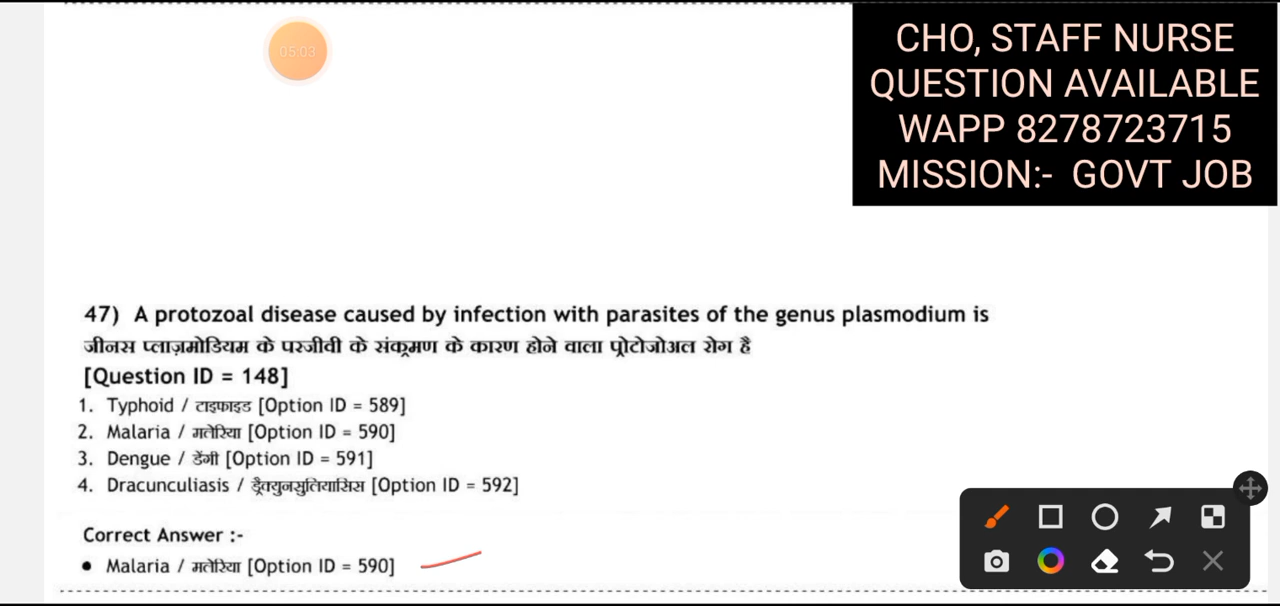 05:03
CHO, STAFF NURSE
QUESTION AVAILABLE
WAPP 8278723715
MISSION:- GOVT JOB
47) A protozoal disease caused by infection with parasites of the genus plasmodium is
जीनस प्लाज़मोडियम के परजीवी के संक्रमण के कारण होने वाला प्रोटोजोअल रोग है
[Question ID = 148]
1. Typhoid / टाइफाइड [Option ID = 589]
2. Malaria / मलेरिया [Option ID = 590]
3. Dengue / डेंगी [Option ID = 591]
4. Dracunculiasis / ड्रैक्युनसुलियासिस [Option ID = 592]
Correct Answer :-
• Malaria / मलेरिया [Option ID = 590]